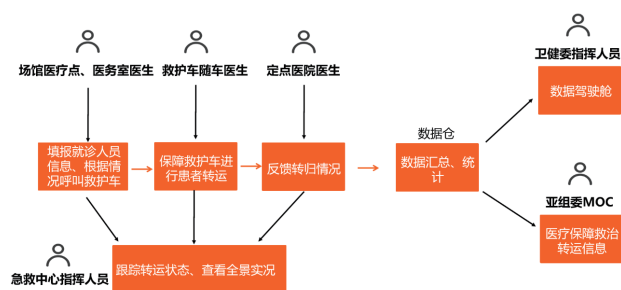 场馆医疗点、医务室医生
救护车随车医生
定点医院医生
卫健委指挥人员
数据驾驶舱
填报就诊人员
信息、根据情
况呼叫救护车
保障救护车进
行患者转运
反馈转归情况
数据仓
数据汇总、统
计
亚组委MOC
医疗保障救治
转运信息
急救中心指挥人员
跟踪转运状态、查看全景实况